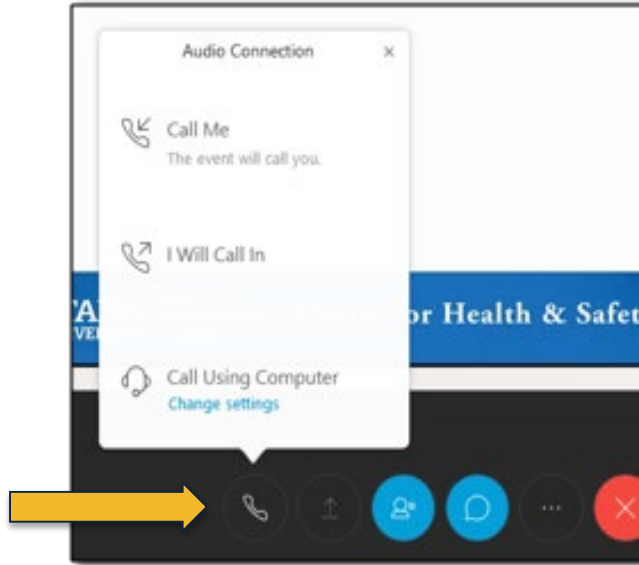 Audio Connection
Call Me
The event will call you.
I Will Call In
or Health & Safet
Call Using Computer
Change settings